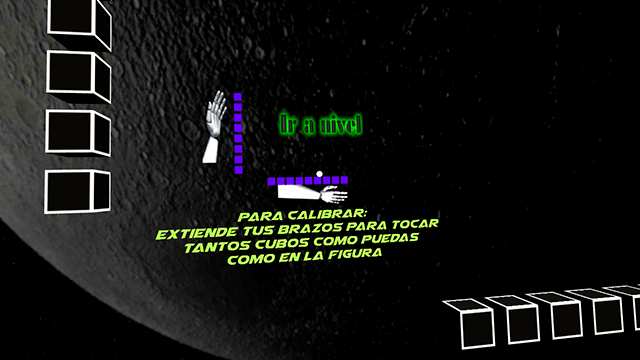 Ir a nivel
PARA CALIBRAR:
EXTIENDE TUS BRAZOS PARA TOCAR
TANTOS CUBOS COMO PUEDAS
COMO EN LA FIGURA